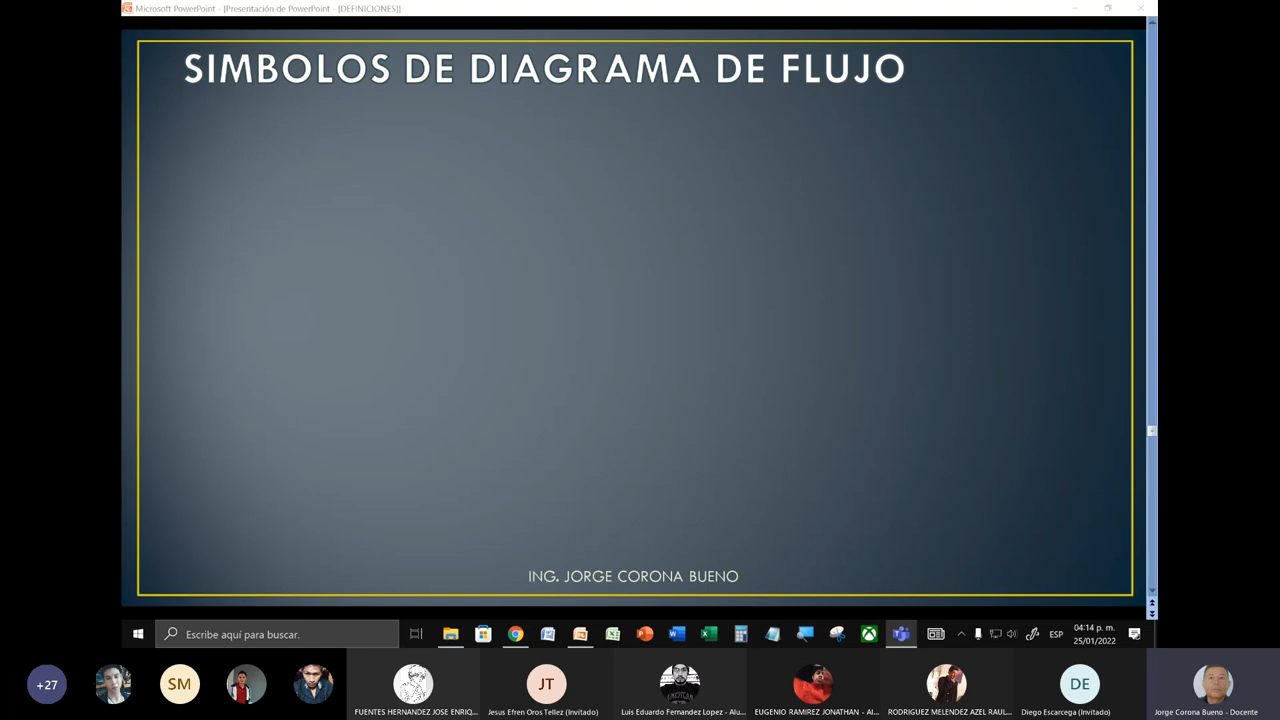 Microsoft PowerPoint - [Presentación de PowerPoint - [DEFINICIONES]]
SIMBOLOS DE DIAGRAMA DE FLUJO
ING. JORGE CORONA BUENO
Escribe aquí para buscar.
ESP
04:14 p. m.
25/01/2022
+27
SM
JT
DE
FUENTES HERNANDEZ JOSE ENRIQ...
Jesus Efren Oros Tellez (Invitado)
Luis Eduardo Fernandez Lopez - Alu...
EUGENIO RAMIREZ JONATHAN - Al...
RODRIGUEZ MELENDEZ AZEL RAUL...
Diego Escarcega (Invitado)
Jorge Corona Bueno - Docente